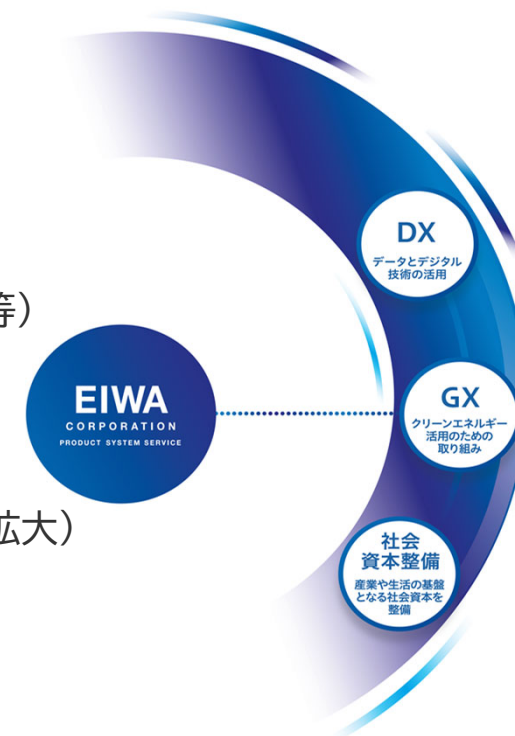 DX
データとデジタル
技術の活用
等）
EIWA
CORPORATION
PRODUCT SYSTEM SERVICE
GX
クリーンエネルギー
活用のための
取り組み
拡大）
社会
資本整備
産業や生活の基盤
となる社会資本を
整備